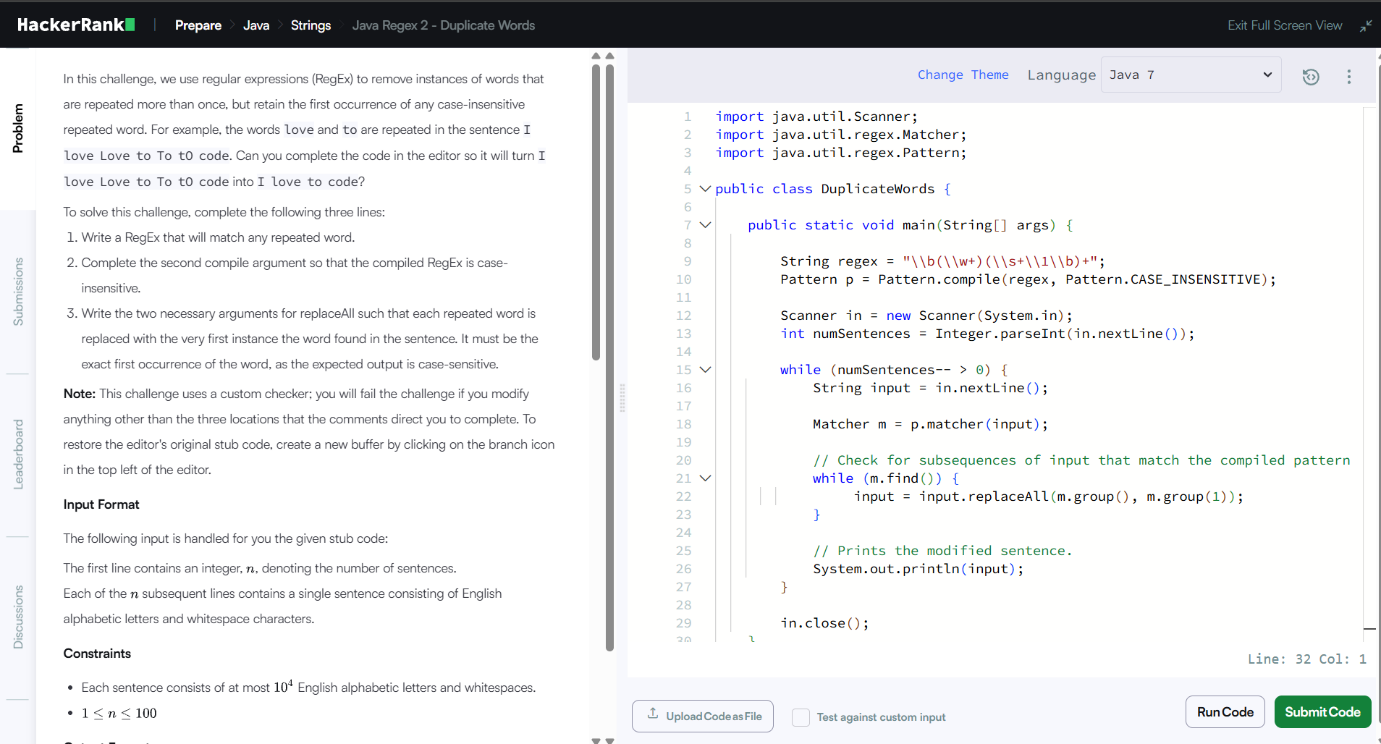 HackerRank | Prepare > Java > Strings > Java Regex 2 - Duplicate Words Exit Full Screen View
Problem
Submissions
Leaderboard
Discussions
In this challenge, we use regular expressions (RegEx) to remove instances of words that
are repeated more than once, but retain the first occurrence of any case-insensitive
repeated word. For example, the words love and to are repeated in the sentence I
love Love to To tO code. Can you complete the code in the editor so it will turn I
love Love to To tO code into I love to code?
To solve this challenge, complete the following three lines:
1. Write a RegEx that will match any repeated word.
2. Complete the second compile argument so that the compiled RegEx is case-
insensitive.
3. Write the two necessary arguments for replaceAll such that each repeated word is
replaced with the very first instance the word found in the sentence. It must be the
exact first occurrence of the word, as the expected output is case-sensitive.
Note: This challenge uses a custom checker; you will fail the challenge if you modify
anything other than the three locations that the comments direct you to complete. To
restore the editor's original stub code, create a new buffer by clicking on the branch icon
in the top left of the editor.
Input Format
The following input is handled for you the given stub code:
The first line contains an integer, n, denoting the number of sentences.
Each of the n subsequent lines contains a single sentence consisting of English
alphabetic letters and whitespace characters.
Constraints
• Each sentence consists of at most 10⁴ English alphabetic letters and whitespaces.
• 1 ≤ n ≤ 100
Change Theme Language Java 7
1 import java.util.Scanner;
2 import java.util.regex.Matcher;
3 import java.util.regex.Pattern;
4
5 public class DuplicateWords {
6
7 public static void main(String[] args) {
8
9 String regex = "\\b(\\w+)(\\s+\\1\\b)+";
10 Pattern p = Pattern.compile(regex, Pattern.CASE_INSENSITIVE);
11
12 Scanner in = new Scanner(System.in);
13 int numSentences = Integer.parseInt(in.nextLine());
14
15 while (numSentences-- > 0) {
16 String input = in.nextLine();
17
18 Matcher m = p.matcher(input);
19
20 // Check for subsequences of input that match the compiled pattern
21 while (m.find()) {
22 input = input.replaceAll(m.group(), m.group(1));
23 }
24
25 // Prints the modified sentence.
26 System.out.println(input);
27 }
28
29 in.close();
30 }
Line: 32 Col: 1
Upload Code as File Test against custom input Run Code Submit Code